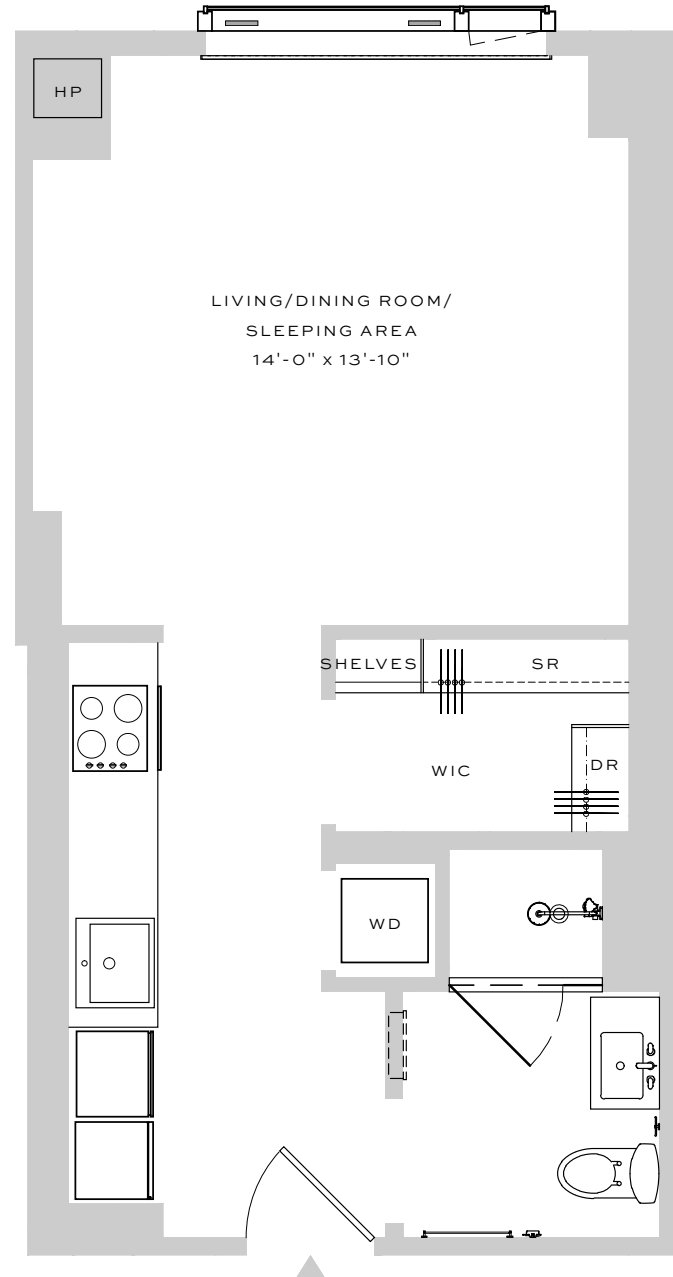 HP
LIVING/DINING ROOM/
SLEEPING AREA
14'-0" x 13'-10"
SHELVES
SR
WIC
DR
WD